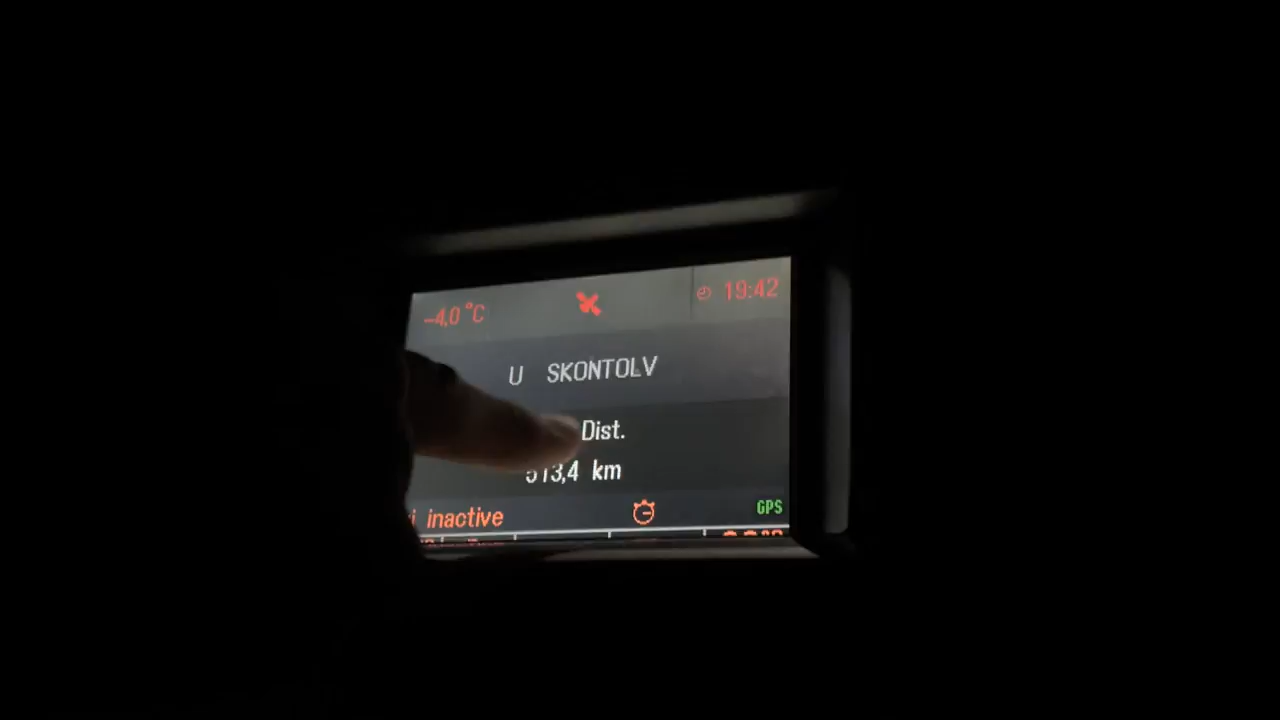 –4,0 °C
19:42
U SKONTOLV
Dist.
513,4 km
inactive
GPS